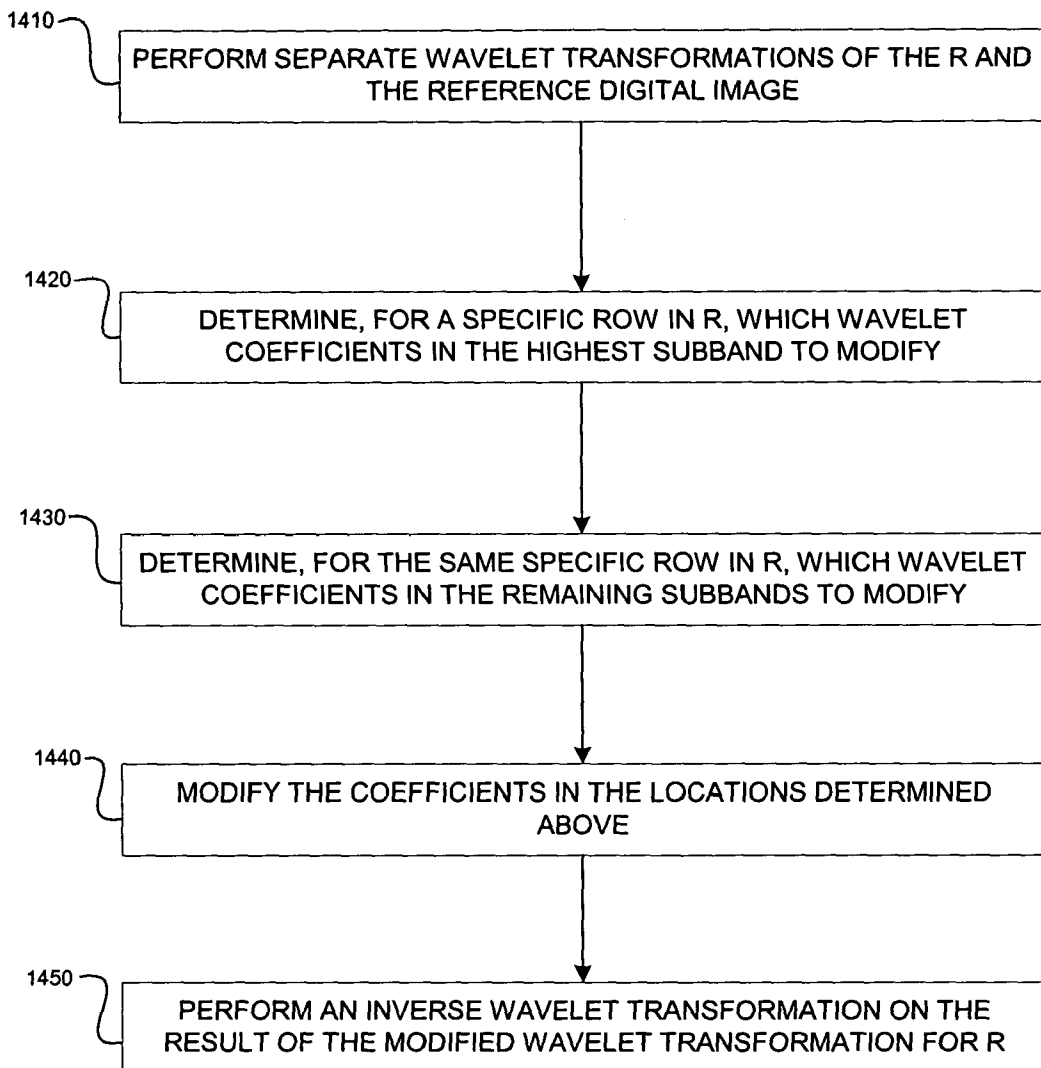 1410
PERFORM SEPARATE WAVELET TRANSFORMATIONS OF THE R AND
THE REFERENCE DIGITAL IMAGE
1420
DETERMINE, FOR A SPECIFIC ROW IN R, WHICH WAVELET
COEFFICIENTS IN THE HIGHEST SUBBAND TO MODIFY
1430
DETERMINE, FOR THE SAME SPECIFIC ROW IN R, WHICH WAVELET
COEFFICIENTS IN THE REMAINING SUBBANDS TO MODIFY
1440
MODIFY THE COEFFICIENTS IN THE LOCATIONS DETERMINED
ABOVE
1450
PERFORM AN INVERSE WAVELET TRANSFORMATION ON THE
RESULT OF THE MODIFIED WAVELET TRANSFORMATION FOR R